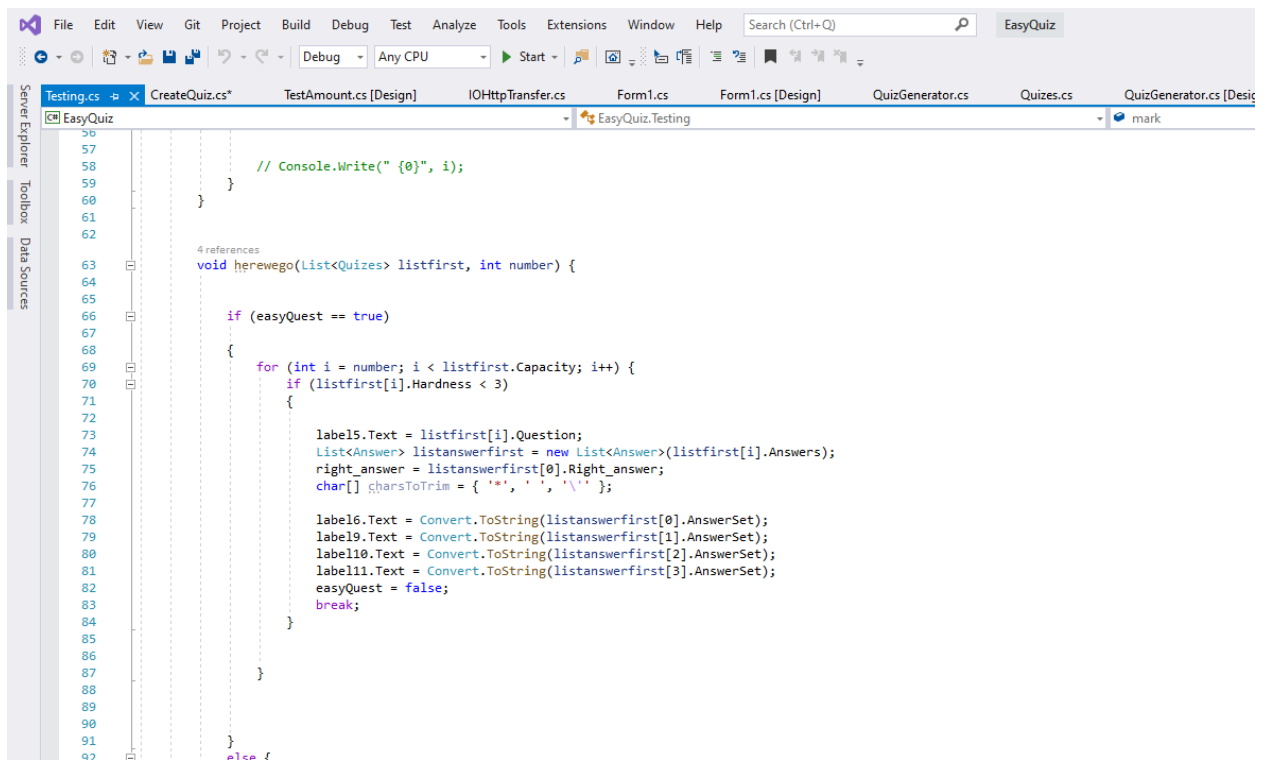 File Edit View Git Project Build Debug Test Analyze Tools Extensions Window Help Search (Ctrl+Q) EasyQuiz
Debug Any CPU Start
Server Explorer
Toolbox
Data Sources
Testing.cs CreateQuiz.cs* TestAmount.cs [Design] IOHttpTransfer.cs Form1.cs Form1.cs [Design] QuizGenerator.cs Quizes.cs QuizGenerator.cs [Desig
C# EasyQuiz EasyQuiz.Testing mark
56
57
58 // Console.Write(" {0}", i);
59 }
60 }
61
62
4 references
63 void herewego(List<Quizes> listfirst, int number) {
64
65
66 if (easyQuest == true)
67
68 {
69 for (int i = number; i < listfirst.Capacity; i++) {
70 if (listfirst[i].Hardness < 3)
71 {
72
73 label5.Text = listfirst[i].Question;
74 List<Answer> listanswerfirst = new List<Answer>(listfirst[i].Answers);
75 right_answer = listanswerfirst[0].Right_answer;
76 char[] charsToTrim = { '*', ' ', '\'' };
77
78 label6.Text = Convert.ToString(listanswerfirst[0].AnswerSet);
79 label9.Text = Convert.ToString(listanswerfirst[1].AnswerSet);
80 label10.Text = Convert.ToString(listanswerfirst[2].AnswerSet);
81 label11.Text = Convert.ToString(listanswerfirst[3].AnswerSet);
82 easyQuest = false;
83 break;
84 }
85
86
87 }
88
89
90
91 }
92 else {